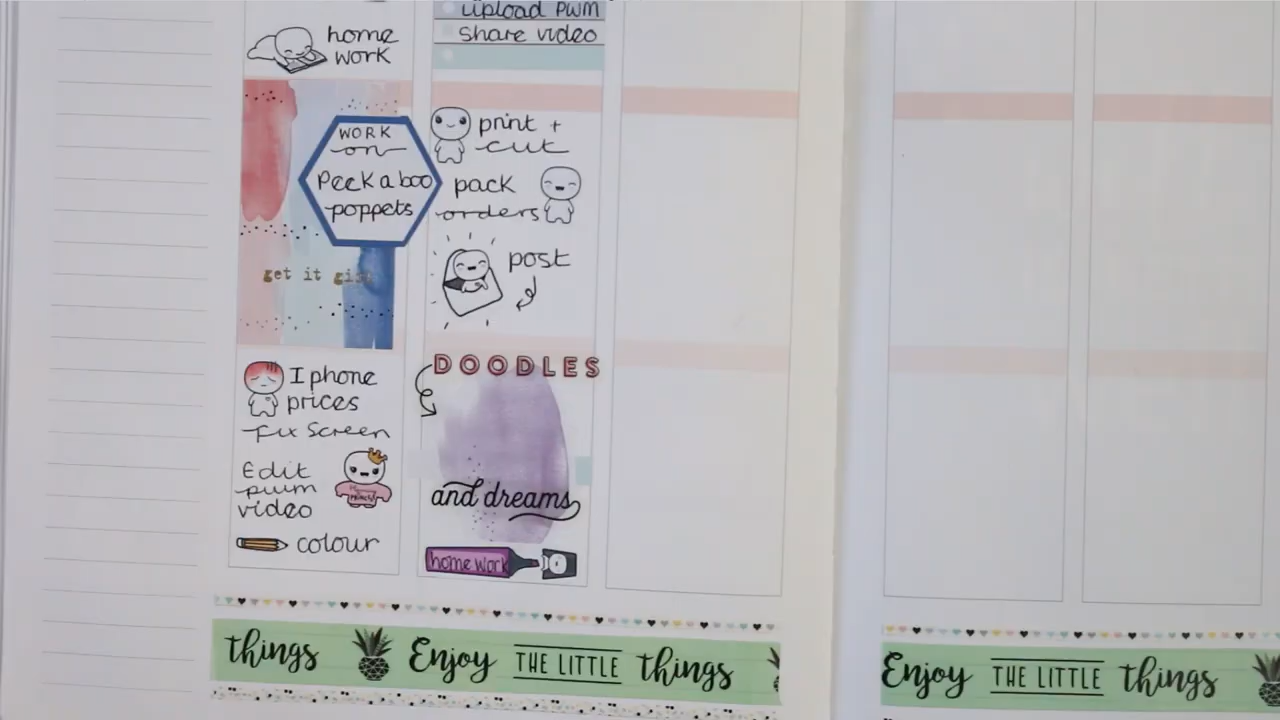 home
work
WORK
on
Peek a boo
poppets
get it
I phone
prices
fix screen
Edit
pwm
video
colour
upload PWM
share video
print +
cut
pack
orders
post
DOODLES
and dreams
home work
things Enjoy THE LITTLE things
Enjoy THE LITTLE things